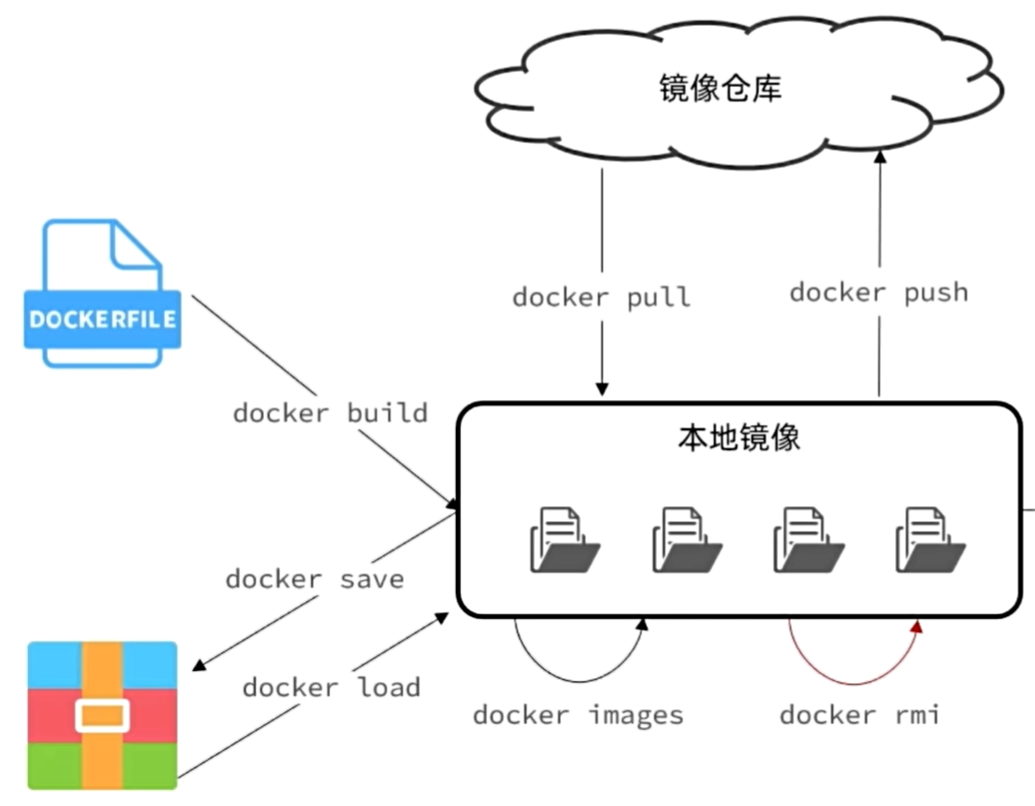 镜像仓库
docker pull
docker push
DOCKERFILE
docker build
本地镜像
docker save
docker load
docker images
docker rmi